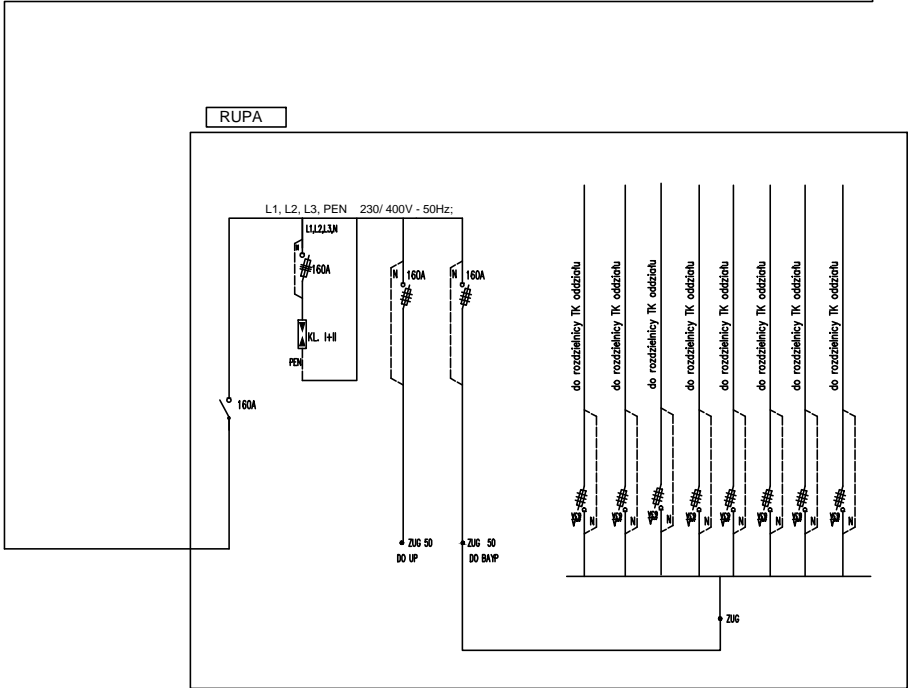 RUPA
L1, L2, L3, PEN 230/ 400V - 50Hz;
L1,L2,L3,N
N
160A
KL. I+II
PEN
160A
N
160A
N
160A
ZUG 50
DO UP
ZUG 50
DO BAYP
do rozdzielnicy TK oddziału
do rozdzielnicy TK oddziału
do rozdzielnicy TK oddziału
do rozdzielnicy TK oddziału
do rozdzielnicy TK oddziału
do rozdzielnicy TK oddziału
do rozdzielnicy TK oddziału
do rozdzielnicy TK oddziału
N
N
N
N
N
N
N
N
ZUG